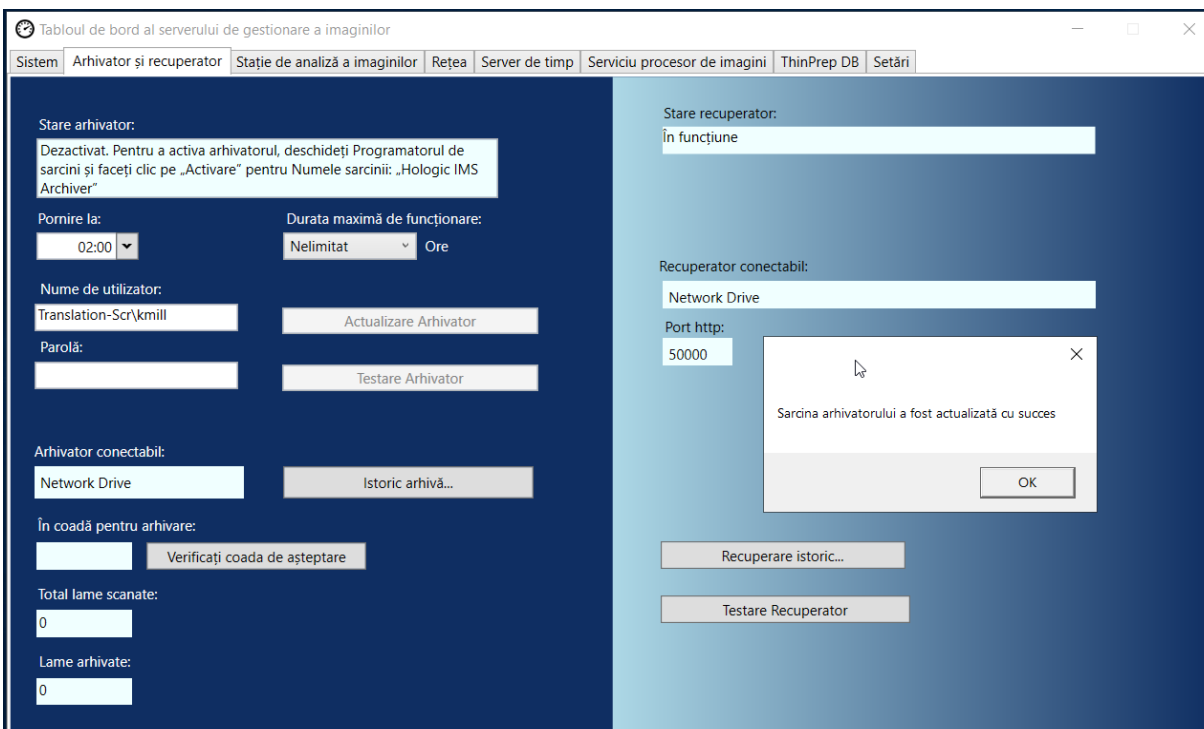 Tabloul de bord al serverului de gestionare a imaginilor
Sistem
Arhivator și recuperator
Stație de analiză a imaginilor
Rețea
Server de timp
Serviciu procesor de imagini
ThinPrep DB
Setări
Stare arhivator:
Dezactivat. Pentru a activa arhivatorul, deschideți Programatorul de
sarcini și faceți clic pe „Activare” pentru Numele sarcinii: „Hologic IMS
Archiver”
Pornire la:
02:00
Durata maximă de funcționare:
Nelimitat
Ore
Nume de utilizator:
Translation-Scr\kmill
Actualizare Arhivator
Parolă:
Testare Arhivator
Arhivator conectabil:
Network Drive
Istoric arhivă...
În coadă pentru arhivare:
Verificați coada de așteptare
Total lame scanate:
0
Lame arhivate:
0
Stare recuperator:
În funcțiune
Recuperator conectabil:
Network Drive
Port http:
50000
Sarcina arhivatorului a fost actualizată cu succes
OK
Recuperare istoric...
Testare Recuperator